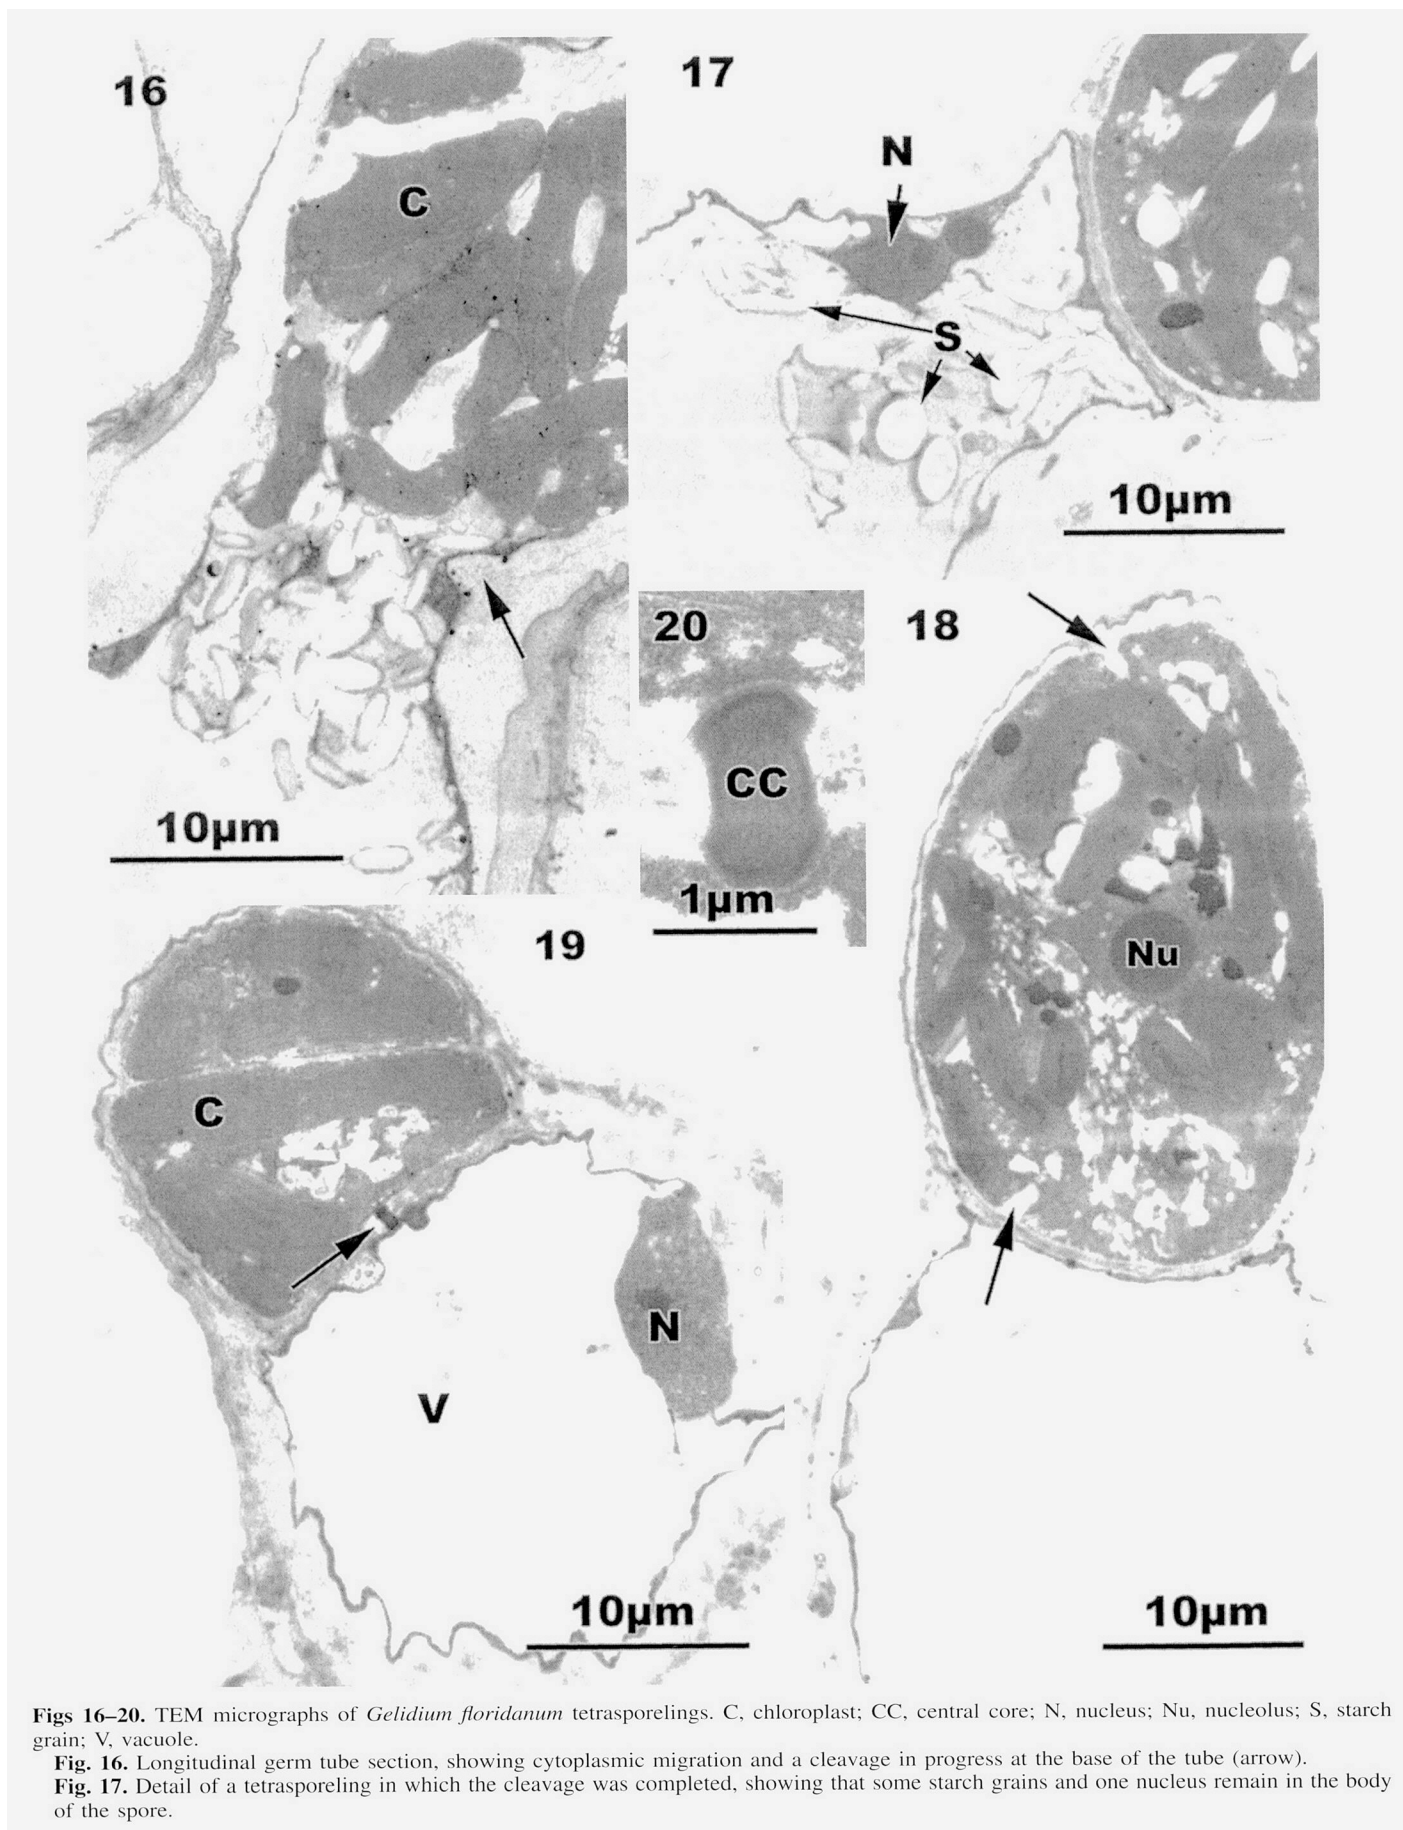 16
C
10µm
17
N
S
10µm
20
CC
1µm
18
Nu
10µm
19
C
N
V
10µm
Figs 16–20. TEM micrographs of Gelidium floridanum tetrasporelings. C, chloroplast; CC, central core; N, nucleus; Nu, nucleolus; S, starch
grain; V, vacuole.
Fig. 16. Longitudinal germ tube section, showing cytoplasmic migration and a cleavage in progress at the base of the tube (arrow).
Fig. 17. Detail of a tetrasporeling in which the cleavage was completed, showing that some starch grains and one nucleus remain in the body
of the spore.